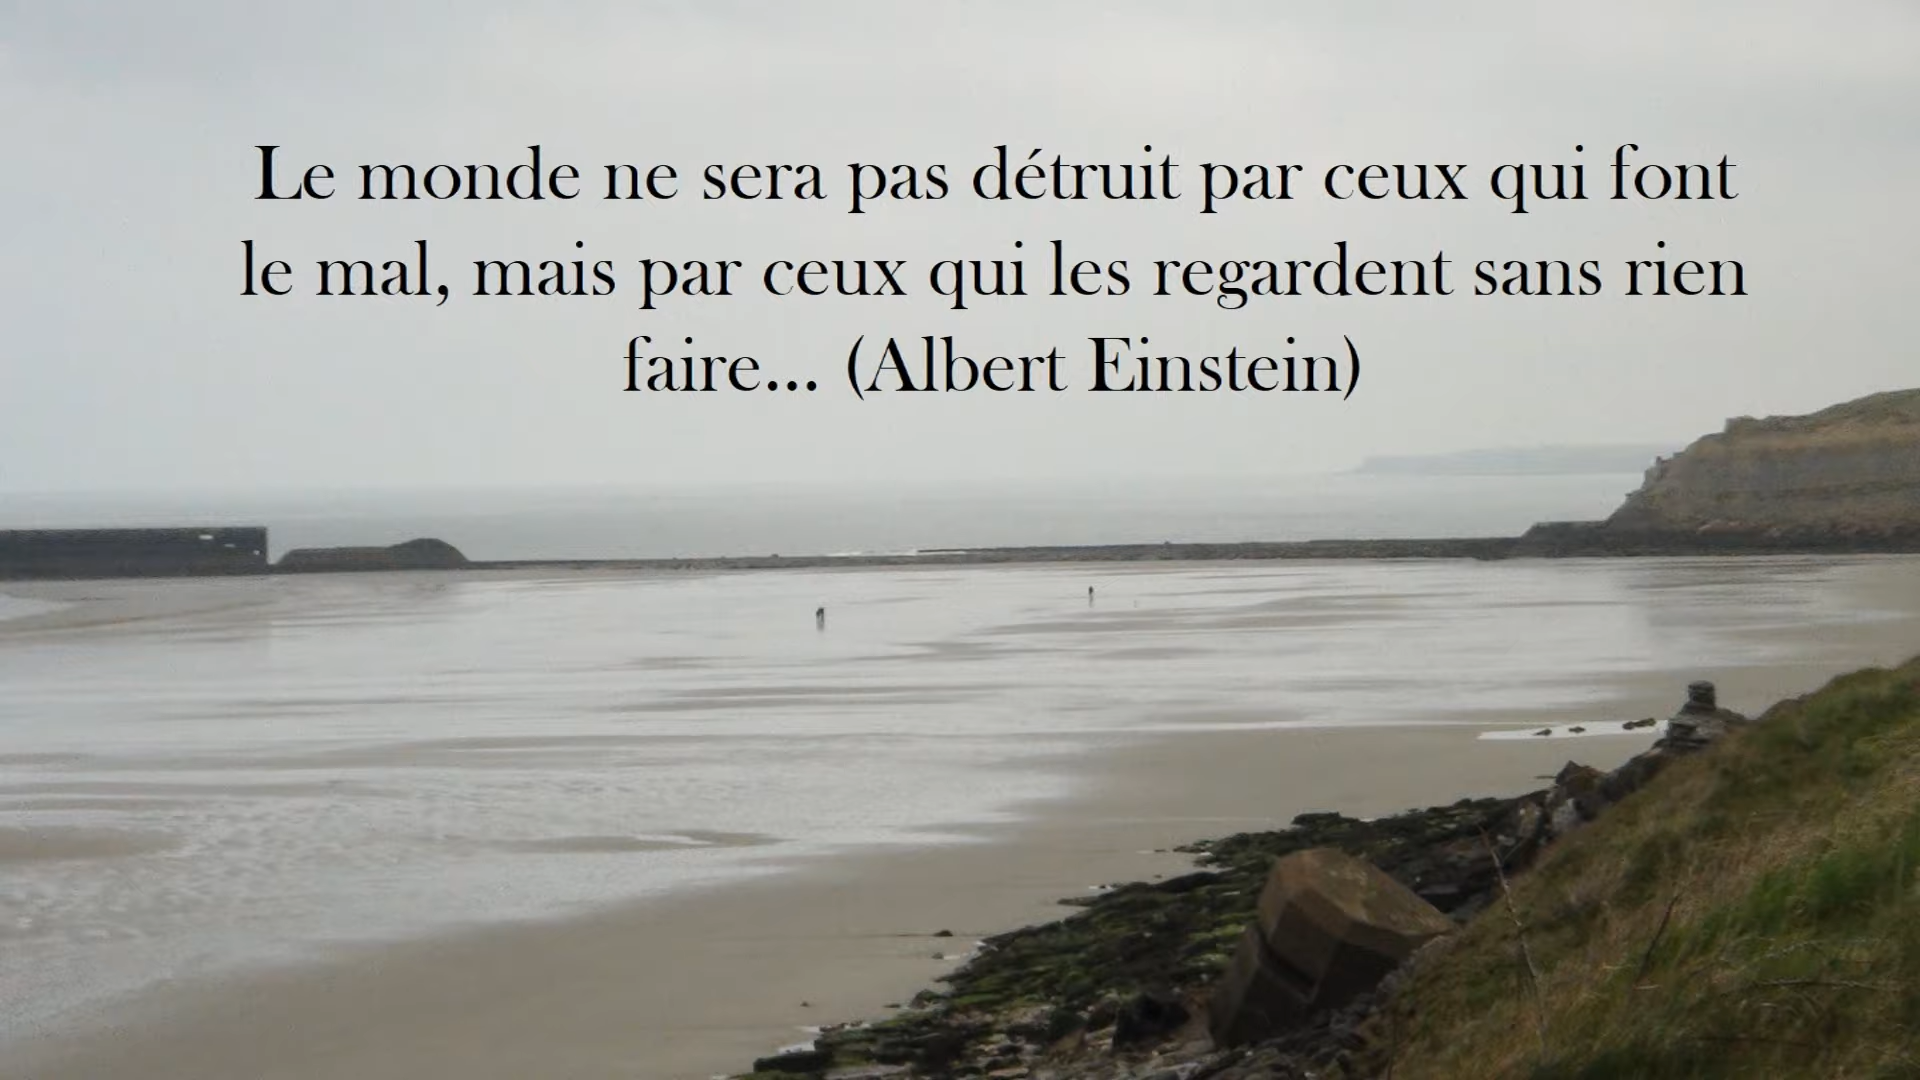 Le monde ne sera pas détruit par ceux qui font
le mal, mais par ceux qui les regardent sans rien
faire... (Albert Einstein)